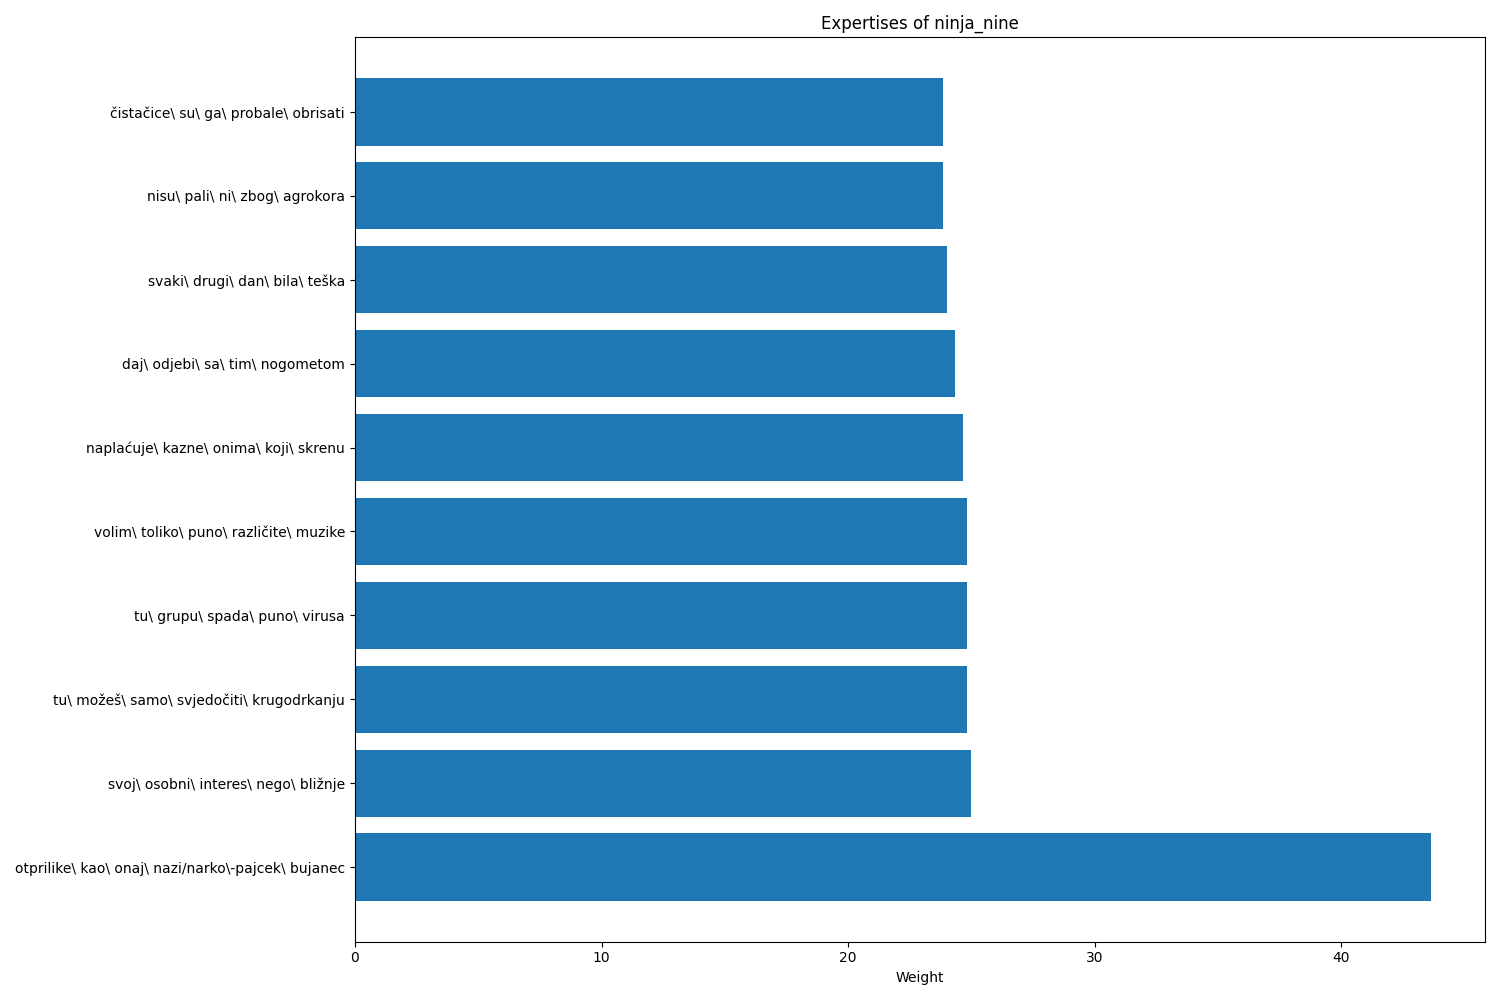 Expertises of ninja_nine
čistačice\ su\ ga\ probale\ obrisati
nisu\ pali\ ni\ zbog\ agrokora
svaki\ drugi\ dan\ bila\ teška
daj\ odjebi\ sa\ tim\ nogometom
naplaćuje\ kazne\ onima\ koji\ skrenu
volim\ toliko\ puno\ različite\ muzike
tu\ grupu\ spada\ puno\ virusa
tu\ možeš\ samo\ svjedočiti\ krugodrkanju
svoj\ osobni\ interes\ nego\ bližnje
otprilike\ kao\ onaj\ nazi/narko\-pajcek\ bujanec
0 10 20 30 40
Weight